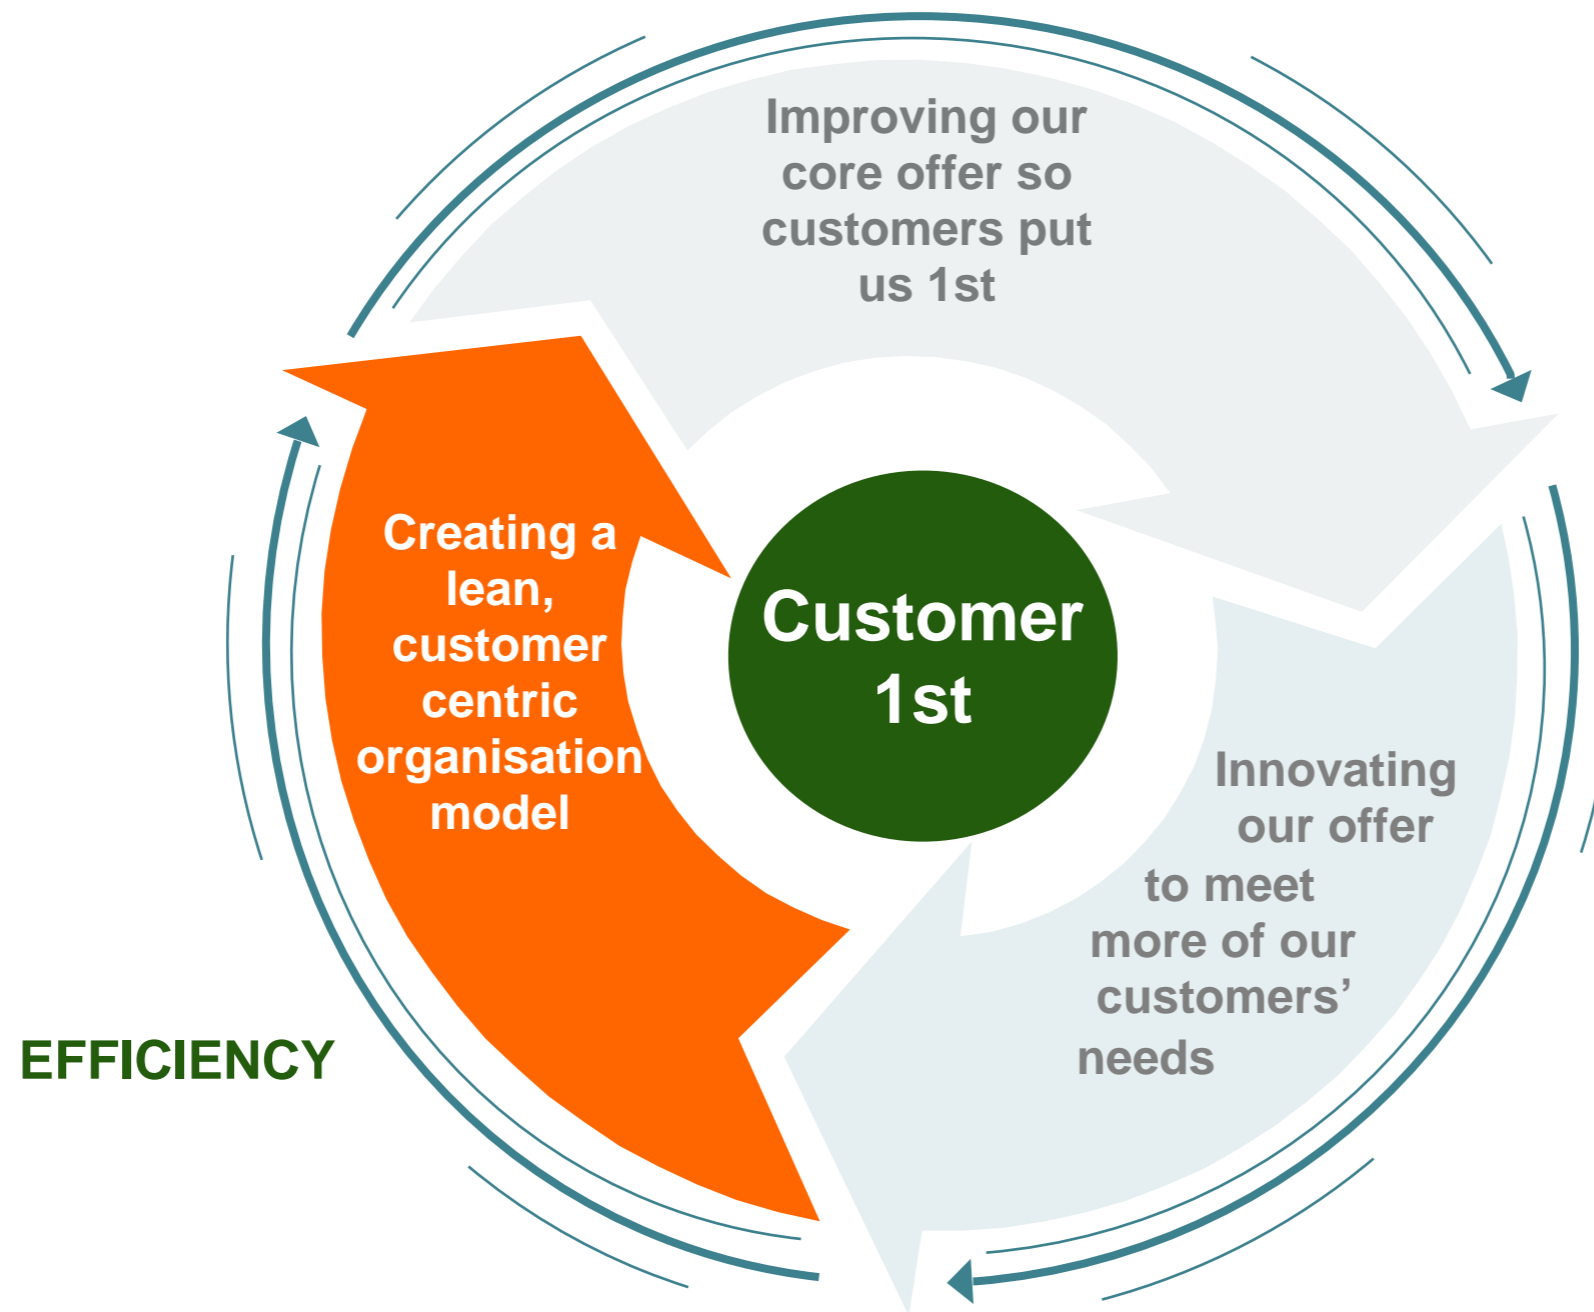 Improving our
core offer so
customers put
us 1st
Creating a
lean,
customer
centric
organisation
model
Customer
1st
Innovating
our offer
to meet
more of our
customers’
needs
EFFICIENCY